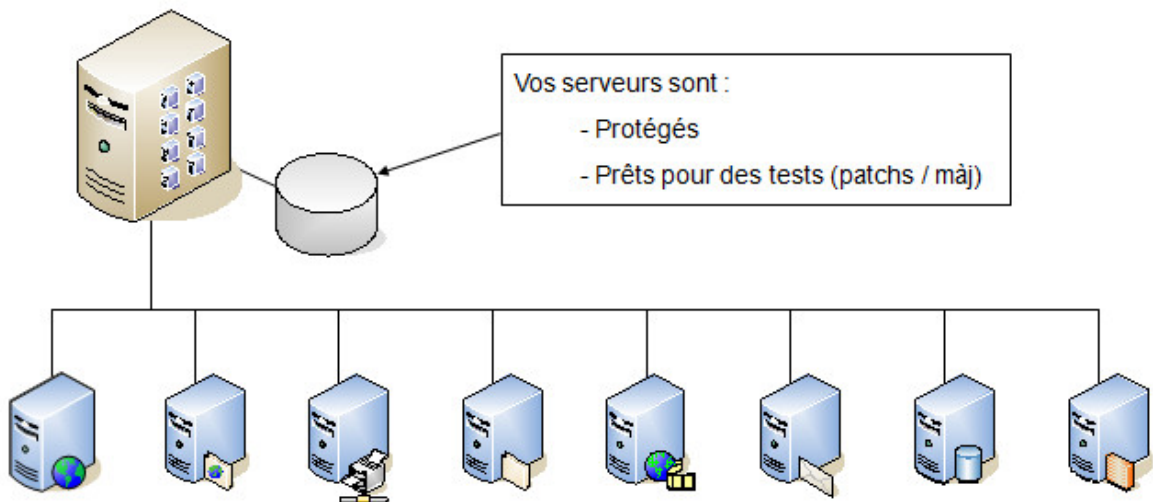 Vos serveurs sont :
- Protégés
- Prêts pour des tests (patchs / màj)